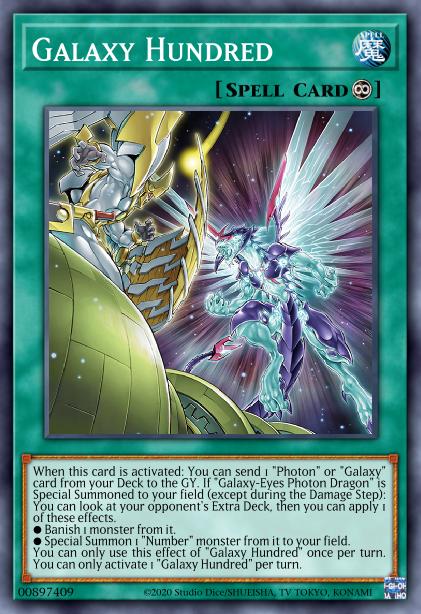 GALAXY HUNDRED
SPELL
魔
[SPELL CARD]
When this card is activated: You can send 1 "Photon" or "Galaxy"
card from your Deck to the GY. If "Galaxy-Eyes Photon Dragon" is
Special Summoned to your field (except during the Damage Step):
You can look at your opponent's Extra Deck, then you can apply 1
of these effects.
● Banish 1 monster from it.
● Special Summon 1 "Number" monster from it to your field.
You can only use this effect of "Galaxy Hundred" once per turn.
You can only activate 1 "Galaxy Hundred" per turn.
00897409 ©2020 Studio Dice/SHUEISHA, TV TOKYO, KONAMI